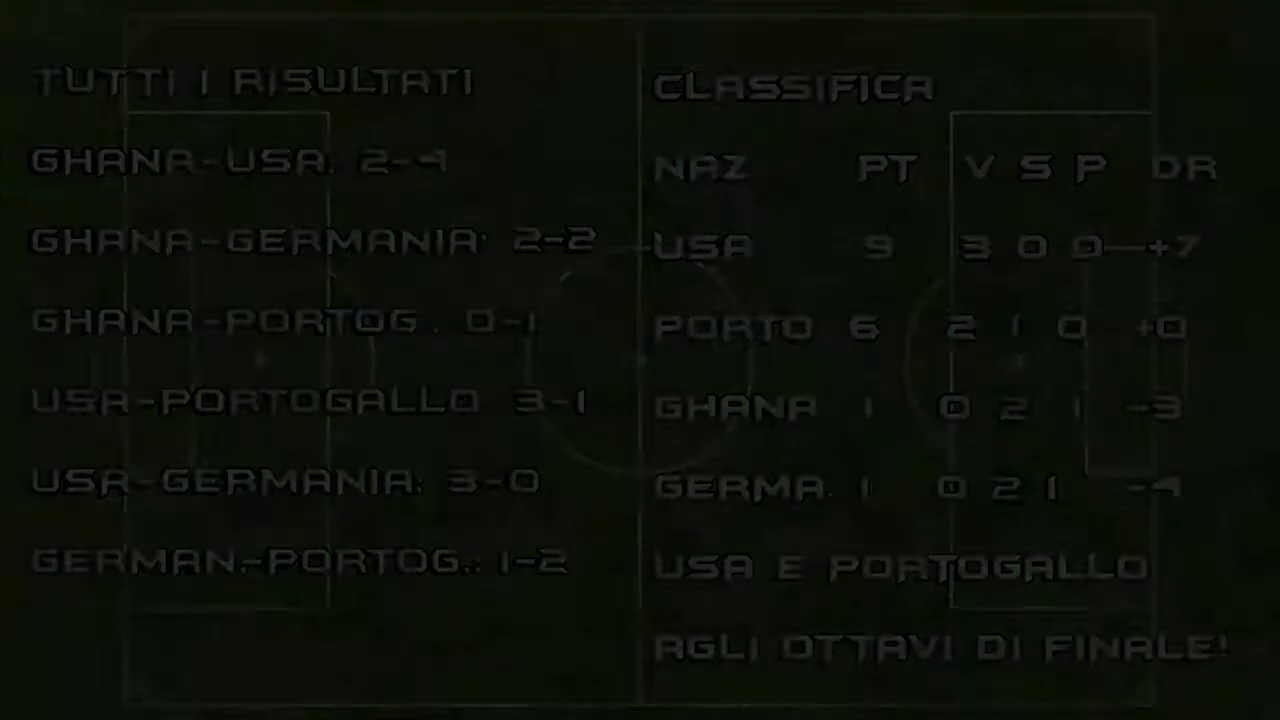 TUTTI I RISULTATI
GHANA-USA: 2-4
GHANA-GERMANIA: 2-2
GHANA-PORTOG.: 0-1
USA-PORTOGALLO: 3-1
USA-GERMANIA: 3-0
GERMAN.-PORTOG.: 1-2
CLASSIFICA
NAZ PT V S P DR
USA 9 3 0 0 +7
PORTO 6 2 1 0 +0
GHANA 1 0 2 1 -3
GERMA. 1 0 2 1 -4
USA E PORTOGALLO
AGLI OTTAVI DI FINALE!